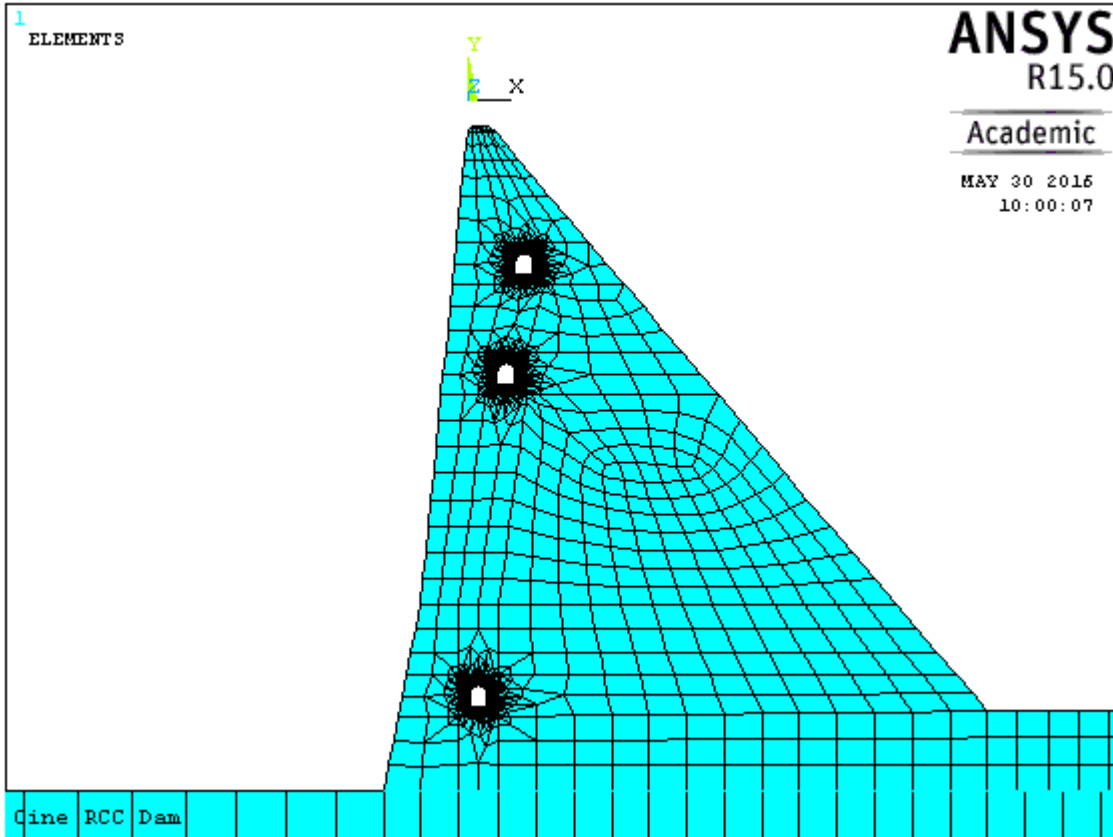 1
ELEMENTS
ANSYS
R15.0
Academic
MAY 30 2016
10:00:07
Y
Z X
Cine RCC Dam